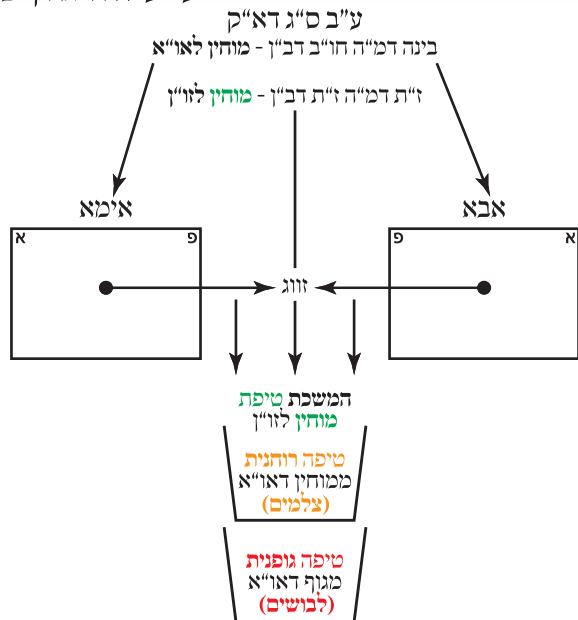 ע"ב ס"ג דא"ק
בינה דמ"ה חו"ב דב"ן - מוחין לאו"א
ז"ת דמ"ה ז"ת דב"ן - מוחין לזו"ן
אבא
אימא
א
פ
פ
א
זווג
המשכת טיפת
מוחין לזו"ן
טיפה רוחנית
ממוחין דאו"א
(צלמים)
טיפה גופנית
מגוף דאו"א
(לבושים)